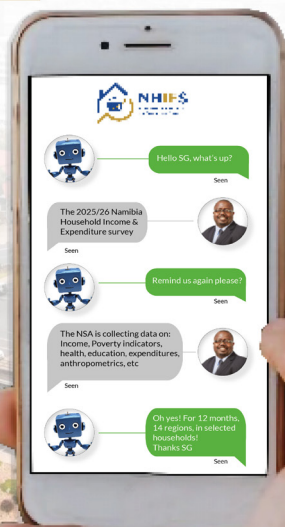 NHIES
Hello SG, what's up?
Seen
The 2025/26 Namibia
Household Income &
Expenditure survey
Seen
Remind us again please?
Seen
The NSA is collecting data on:
Income, Poverty indicators,
health, education, expenditures,
anthropometrics, etc
Seen
Oh yes! For 12 months,
14 regions, in selected
households!
Thanks SG
Seen